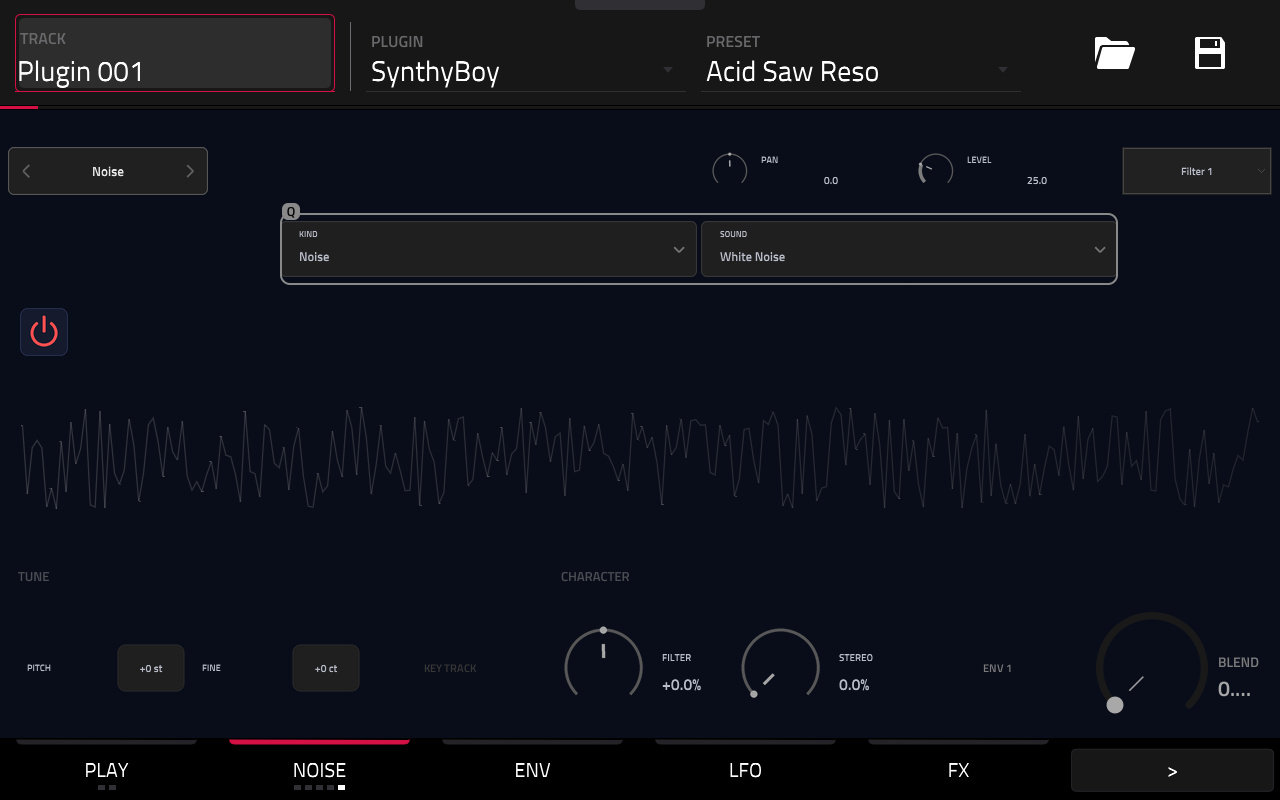 TRACK
Plugin 001
PLUGIN
SynthyBoy
PRESET
Acid Saw Reso
Noise
PAN
0.0
LEVEL
25.0
Filter 1
Q
KIND
Noise
SOUND
White Noise
TUNE
CHARACTER
PITCH
+0 st
FINE
+0 ct
KEY TRACK
FILTER
+0.0%
STEREO
0.0%
ENV 1
BLEND
0....
PLAY
NOISE
ENV
LFO
FX
>